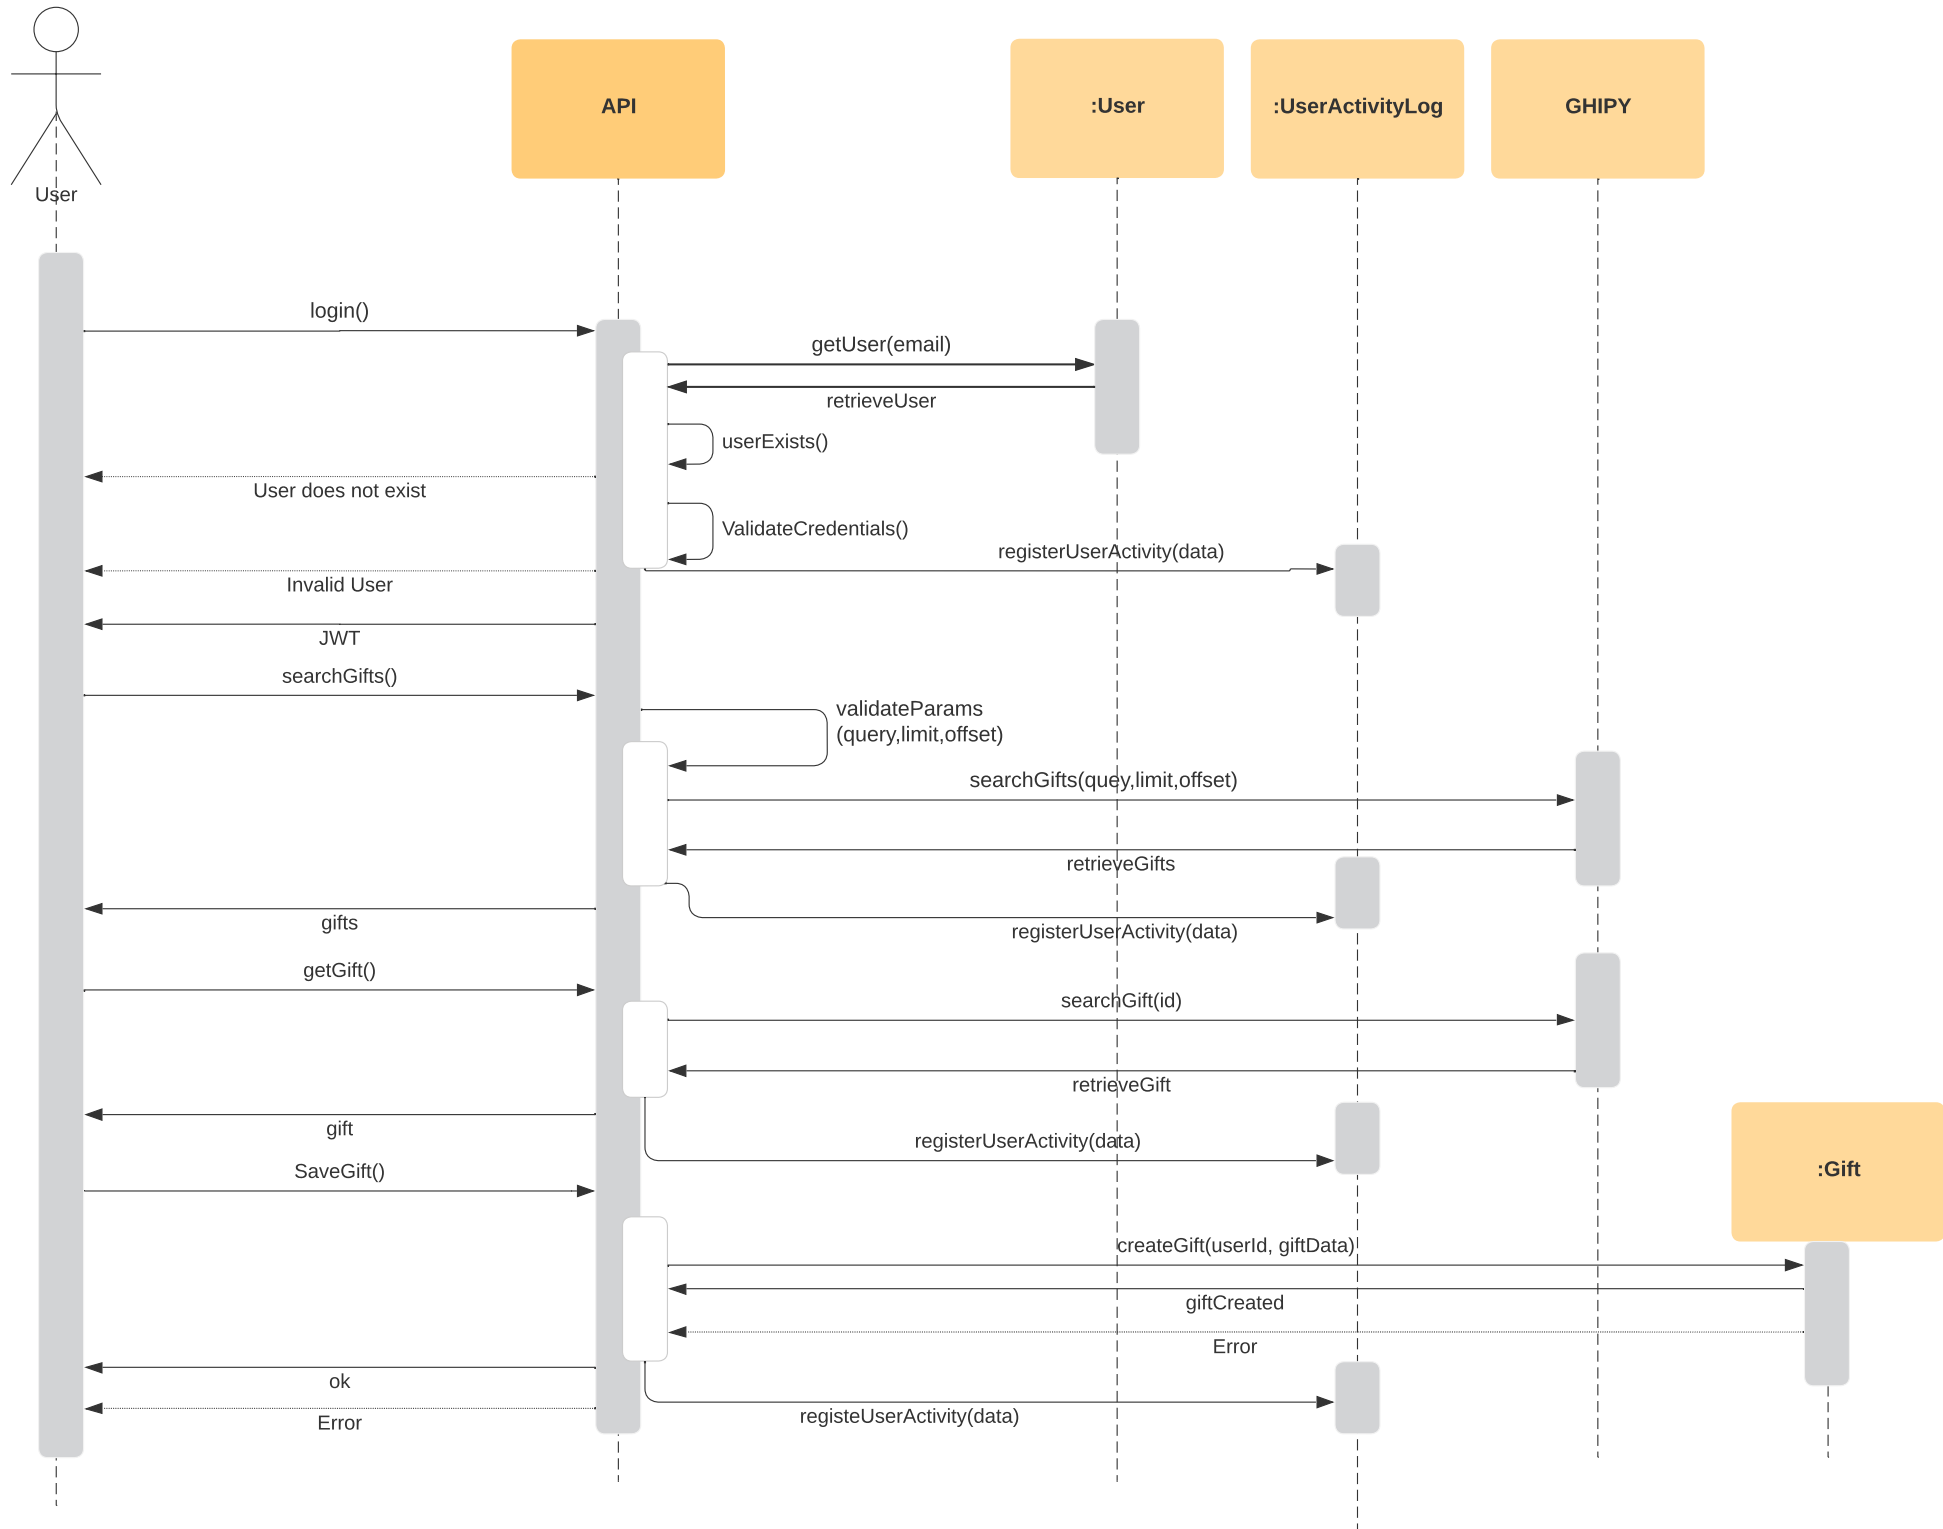 User
API
:User
:UserActivityLog
GHIPY
login()
getUser(email)
retrieveUser
userExists()
User does not exist
ValidateCredentials()
registerUserActivity(data)
Invalid User
JWT
searchGifts()
validateParams
(query,limit,offset)
searchGifts(quey,limit,offset)
retrieveGifts
gifts
registerUserActivity(data)
getGift()
searchGift(id)
retrieveGift
gift
registerUserActivity(data)
SaveGift()
:Gift
createGift(userId, giftData)
giftCreated
Error
ok
registeUserActivity(data)
Error